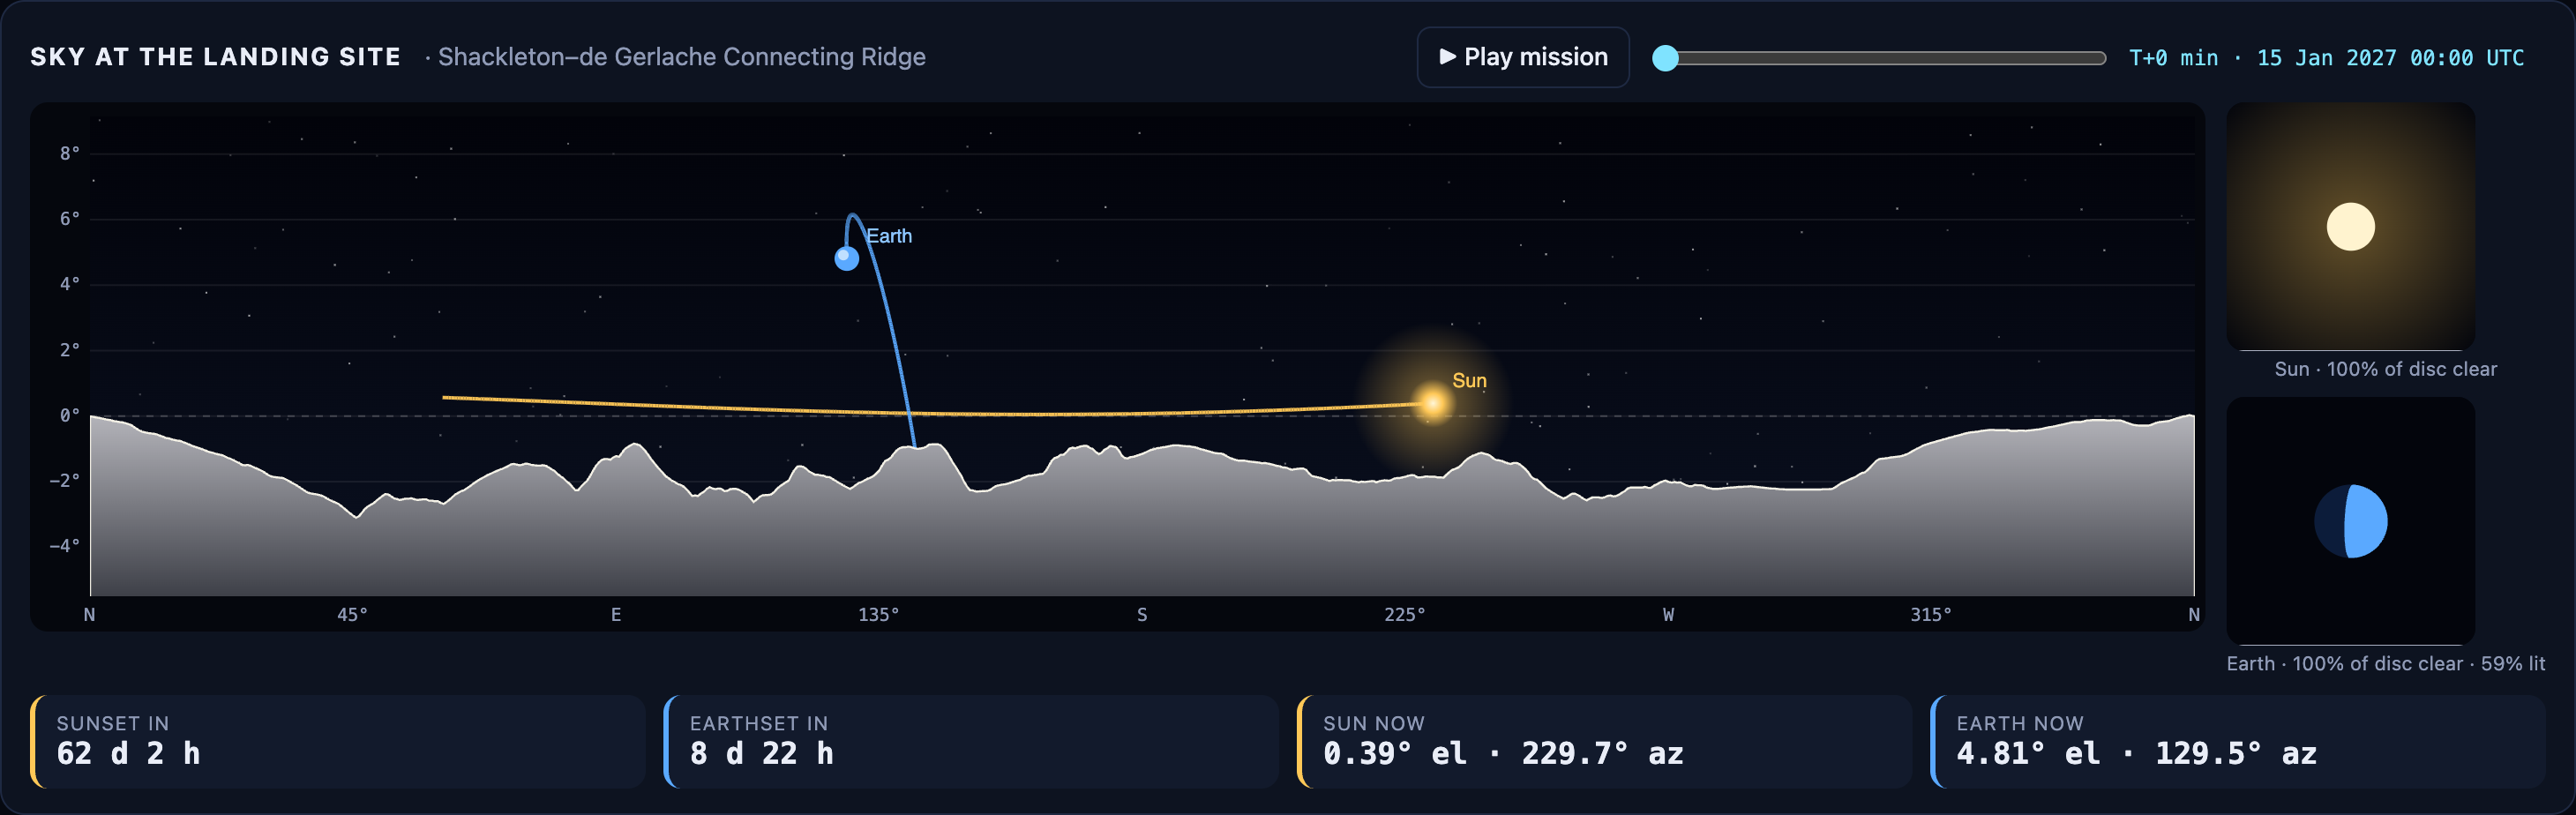 SKY AT THE LANDING SITE · Shackleton–de Gerlache Connecting Ridge
▶ Play mission
T+0 min · 15 Jan 2027 00:00 UTC
8°
6°
4°
2°
0°
−2°
−4°
Earth
Sun
N 45° E 135° S 225° W 315° N
Sun · 100% of disc clear
Earth · 100% of disc clear · 59% lit
SUNSET IN
62 d 2 h
EARTHSET IN
8 d 22 h
SUN NOW
0.39° el · 229.7° az
EARTH NOW
4.81° el · 129.5° az